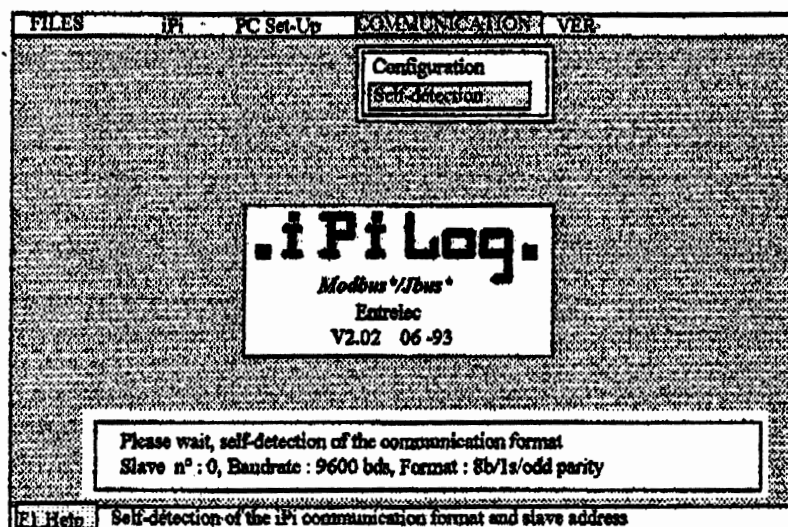 FILES iPi PC Set-Up COMMUNICATION VER
Configuration
Self-détection
.iPiLog.
Modbus*/Jbus*
Entrelec
V2.02 06-93
Please wait, self-detection of the communication format
Slave n° : 0, Baudrate : 9600 bds, Format : 8b/1s/odd parity
F1 Help Self-détection of the iPi communication format and slave address